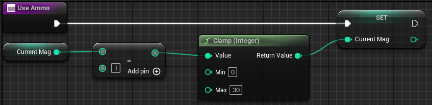 Use Ammo
Current Mag
1
-
Add pin
Clamp (Integer)
Value
Return Value
Min 0
Max 30
SET
Current Mag